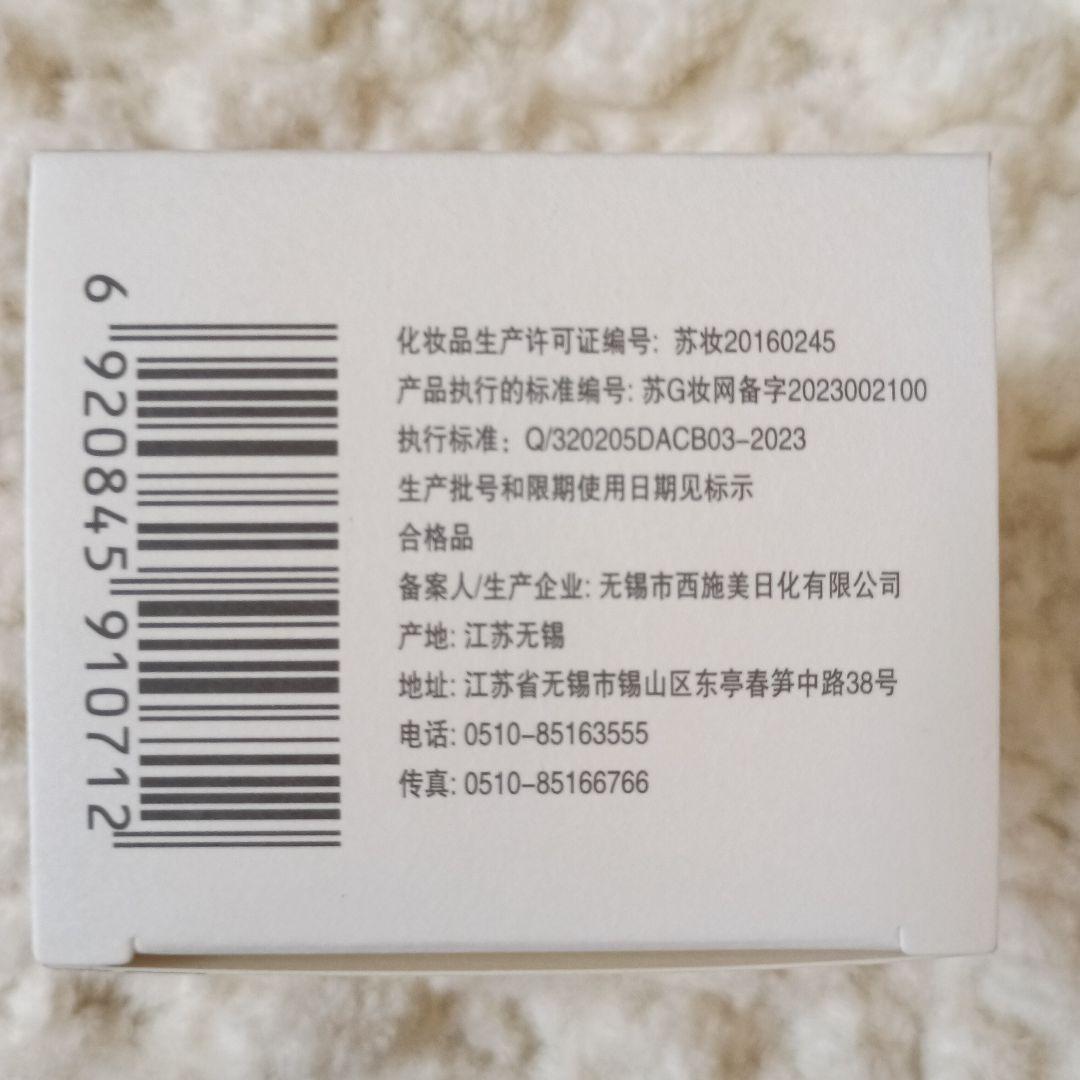 6 920845 910712
化妆品生产许可证编号: 苏妆20160245
产品执行的标准编号: 苏G妆网备字2023002100
执行标准: Q/320205DACB03-2023
生产批号和限期使用日期见标示
合格品
备案人/生产企业: 无锡市西施美日化有限公司
产地: 江苏无锡
地址: 江苏省无锡市锡山区东亭春笋中路38号
电话: 0510-85163555
传真: 0510-85166766